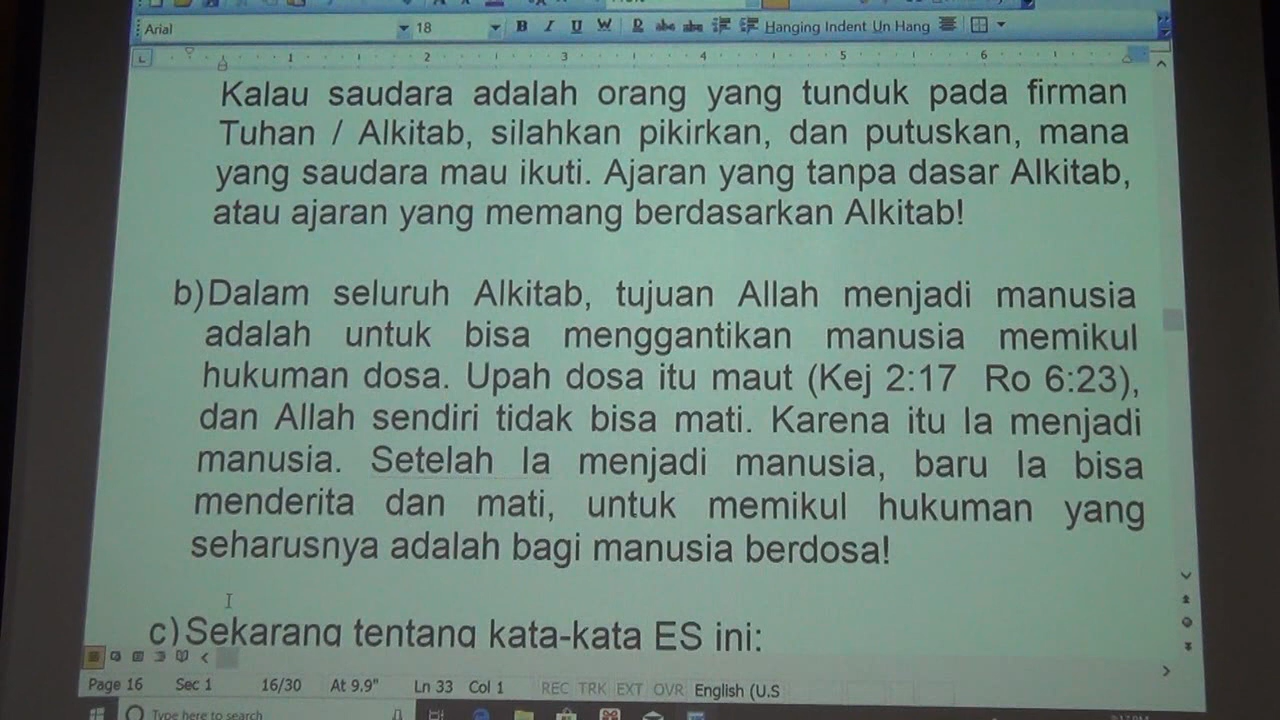 Arial 18 B I U W Hanging Indent Un Hang
1 2 3 4 5 6
Kalau saudara adalah orang yang tunduk pada firman
Tuhan / Alkitab, silahkan pikirkan, dan putuskan, mana
yang saudara mau ikuti. Ajaran yang tanpa dasar Alkitab,
atau ajaran yang memang berdasarkan Alkitab!
b)Dalam seluruh Alkitab, tujuan Allah menjadi manusia
adalah untuk bisa menggantikan manusia memikul
hukuman dosa. Upah dosa itu maut (Kej 2:17 Ro 6:23),
dan Allah sendiri tidak bisa mati. Karena itu Ia menjadi
manusia. Setelah Ia menjadi manusia, baru Ia bisa
menderita dan mati, untuk memikul hukuman yang
seharusnya adalah bagi manusia berdosa!
c)Sekarang tentang kata-kata ES ini:
Page 16 Sec 1 16/30 At 9.9" Ln 33 Col 1 REC TRK EXT OVR English (U.S
Type here to search